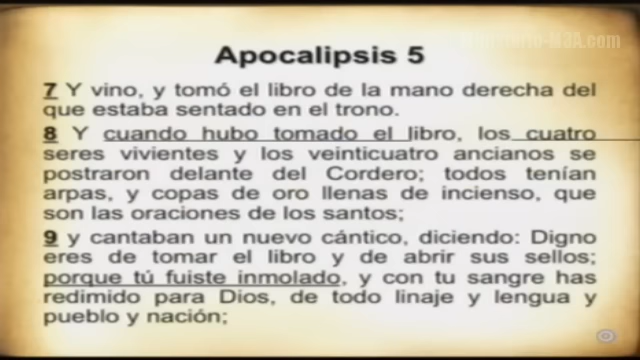 Ministerio-M3A.com
Apocalipsis 5
7 Y vino, y tomó el libro de la mano derecha del
que estaba sentado en el trono.
8 Y cuando hubo tomado el libro, los cuatro
seres vivientes y los veinticuatro ancianos se
postraron delante del Cordero; todos tenían
arpas, y copas de oro llenas de incienso, que
son las oraciones de los santos;
9 y cantaban un nuevo cántico, diciendo: Digno
eres de tomar el libro y de abrir sus sellos;
porque tú fuiste inmolado, y con tu sangre has
redimido para Dios, de todo linaje y lengua y
pueblo y nación;